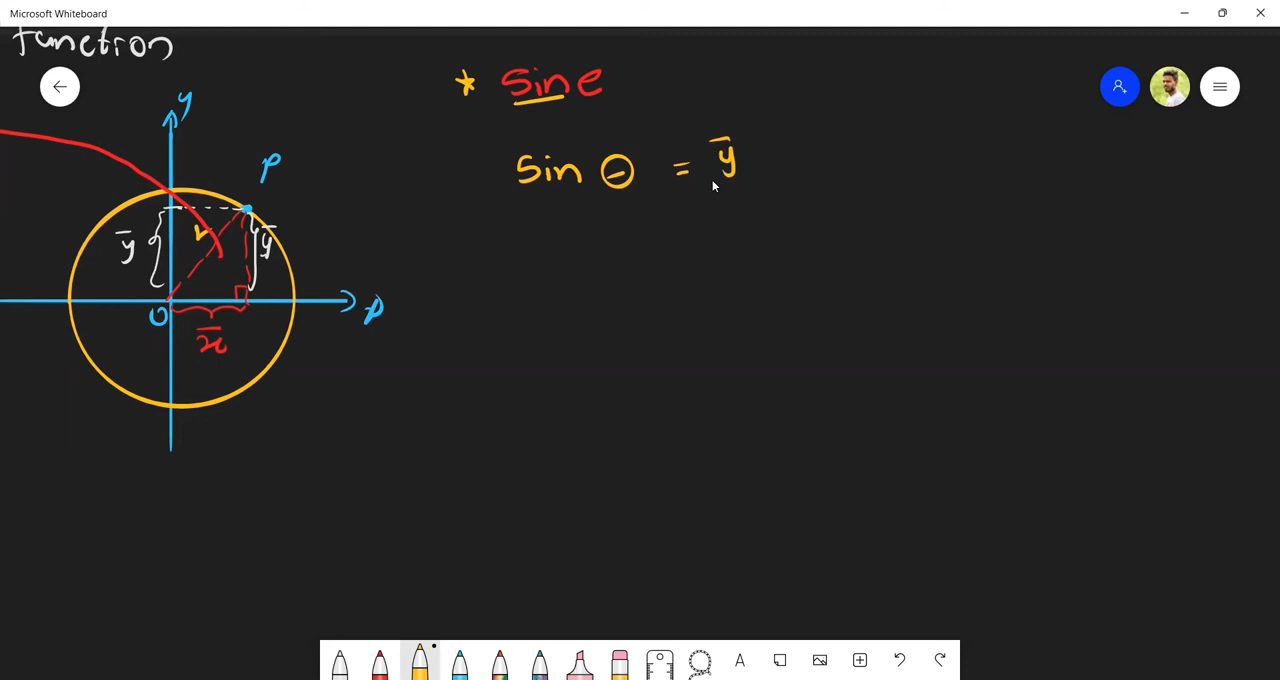 Microsoft Whiteboard
function
* sine
sin θ = ȳ
y
P
r
ȳ
ȳ
O
x̄
A